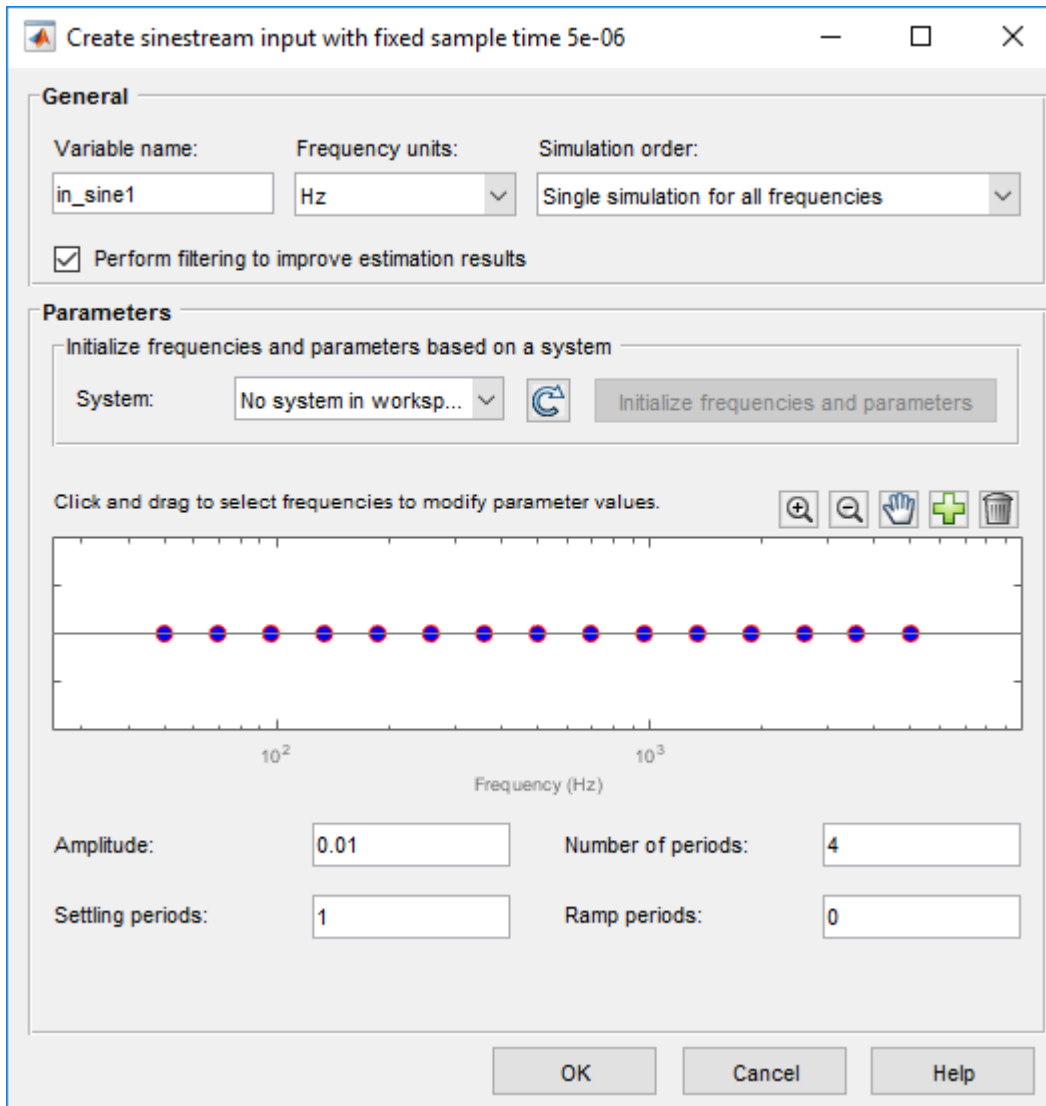 Create sinestream input with fixed sample time 5e-06
General
Variable name: Frequency units: Simulation order:
in_sine1 Hz Single simulation for all frequencies
Perform filtering to improve estimation results
Parameters
Initialize frequencies and parameters based on a system
System: No system in worksp... Initialize frequencies and parameters
Click and drag to select frequencies to modify parameter values.
10² 10³
Frequency (Hz)
Amplitude: 0.01 Number of periods: 4
Settling periods: 1 Ramp periods: 0
OK Cancel Help